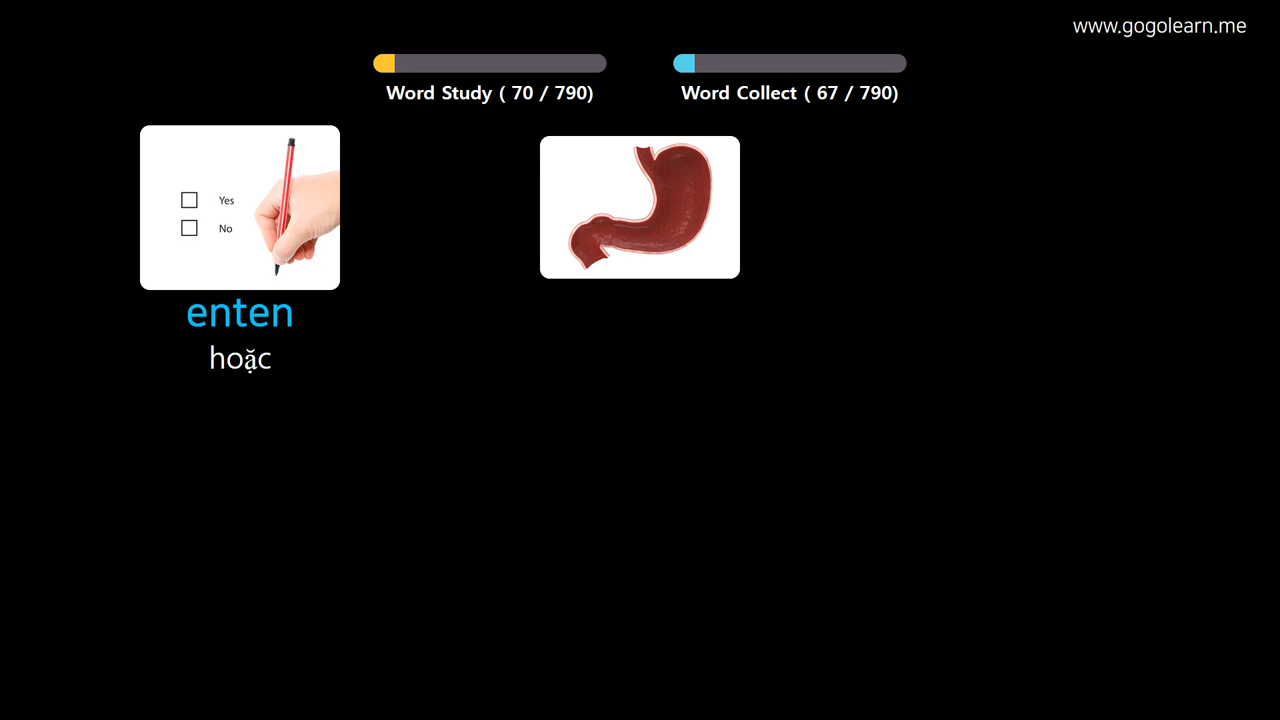 www.gogolearn.me
Word Study ( 70 / 790)
Word Collect ( 67 / 790)
Yes
No
enten
hoặc